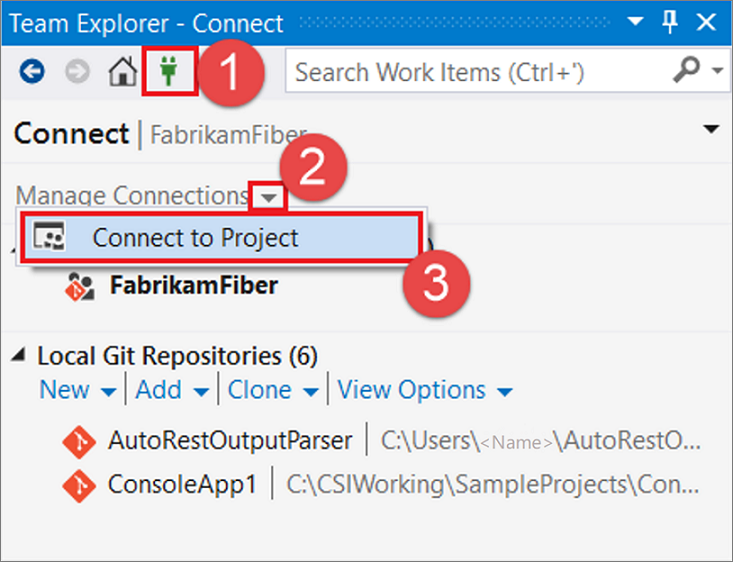 Team Explorer - Connect
1
Search Work Items (Ctrl+')
Connect | FabrikamFiber
2
Manage Connections
Connect to Project
)
3
FabrikamFiber
Local Git Repositories (6)
New | Add | Clone | View Options
AutoRestOutputParser | C:\Users\<Name>\AutoRestO...
ConsoleApp1 | C:\CSIWorking\SampleProjects\Con...